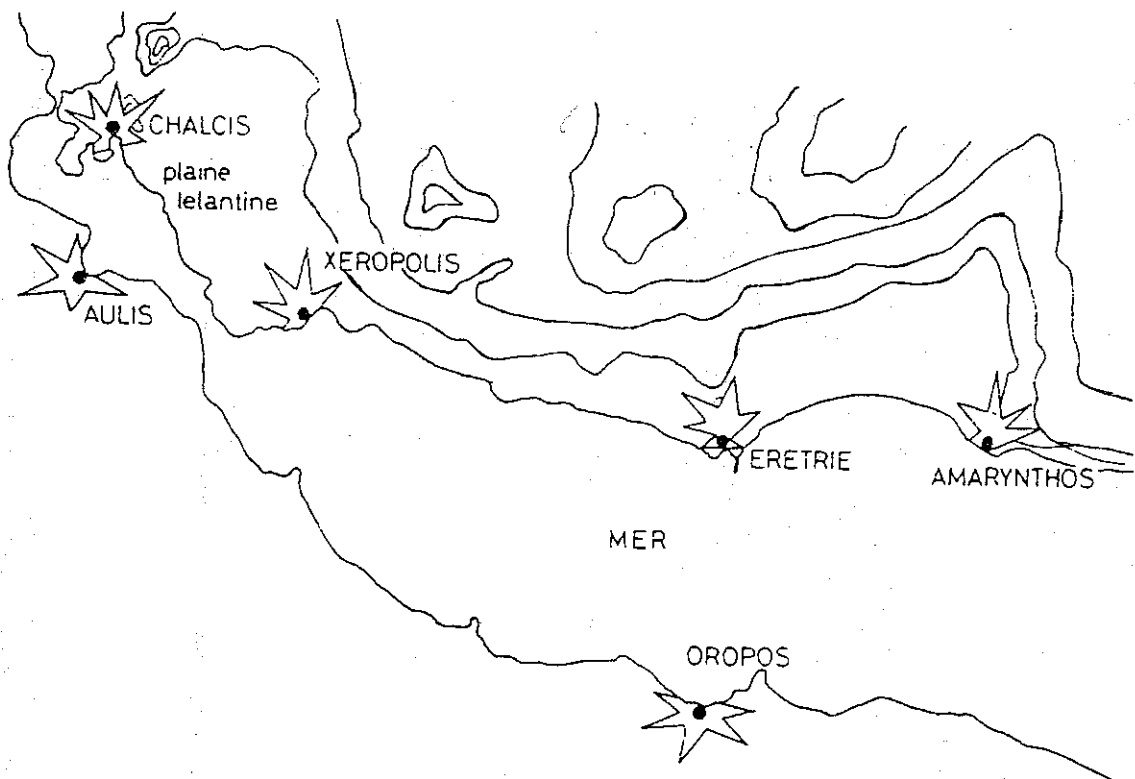 CHALCIS
plaine
lelantine
XEROPOLIS
AULIS
ERETRIE
AMARYNTHOS
MER
OROPOS